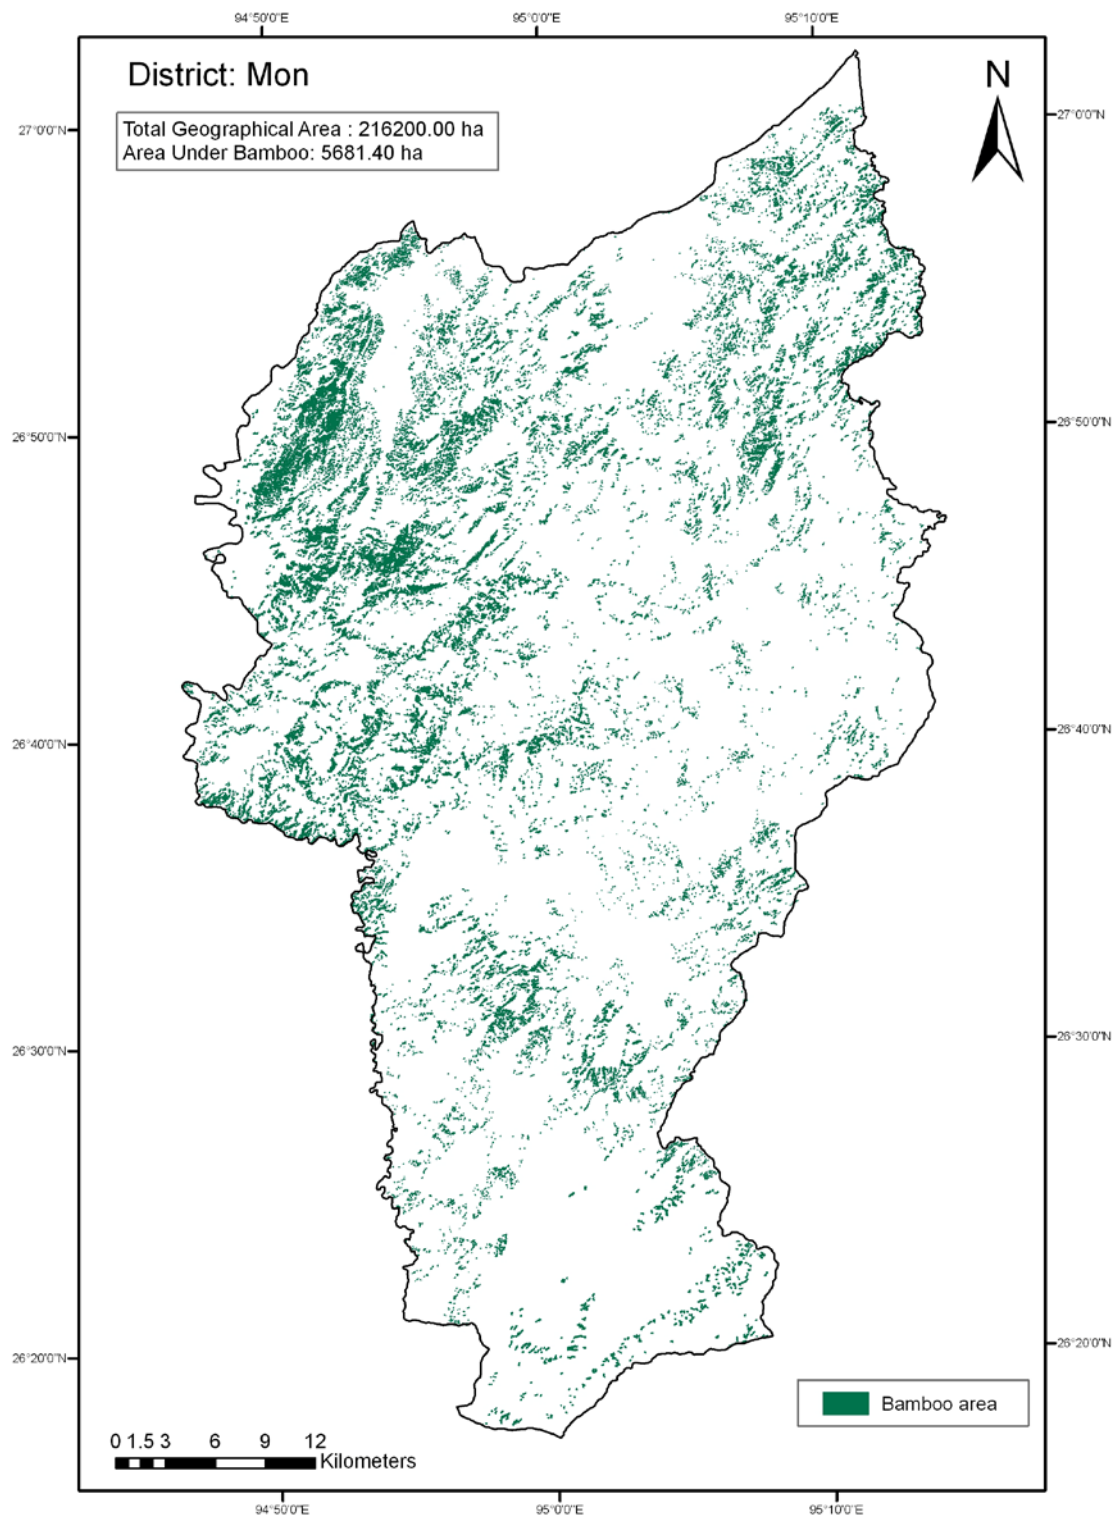 94°50'0"E 95°0'0"E 95°10'0"E
District: Mon
N
Total Geographical Area : 216200.00 ha
Area Under Bamboo: 5681.40 ha
27°0'0"N 27°0'0"N
26°50'0"N 26°50'0"N
26°40'0"N 26°40'0"N
26°30'0"N 26°30'0"N
26°20'0"N 26°20'0"N
Bamboo area
0 1.5 3 6 9 12
Kilometers
94°50'0"E 95°0'0"E 95°10'0"E